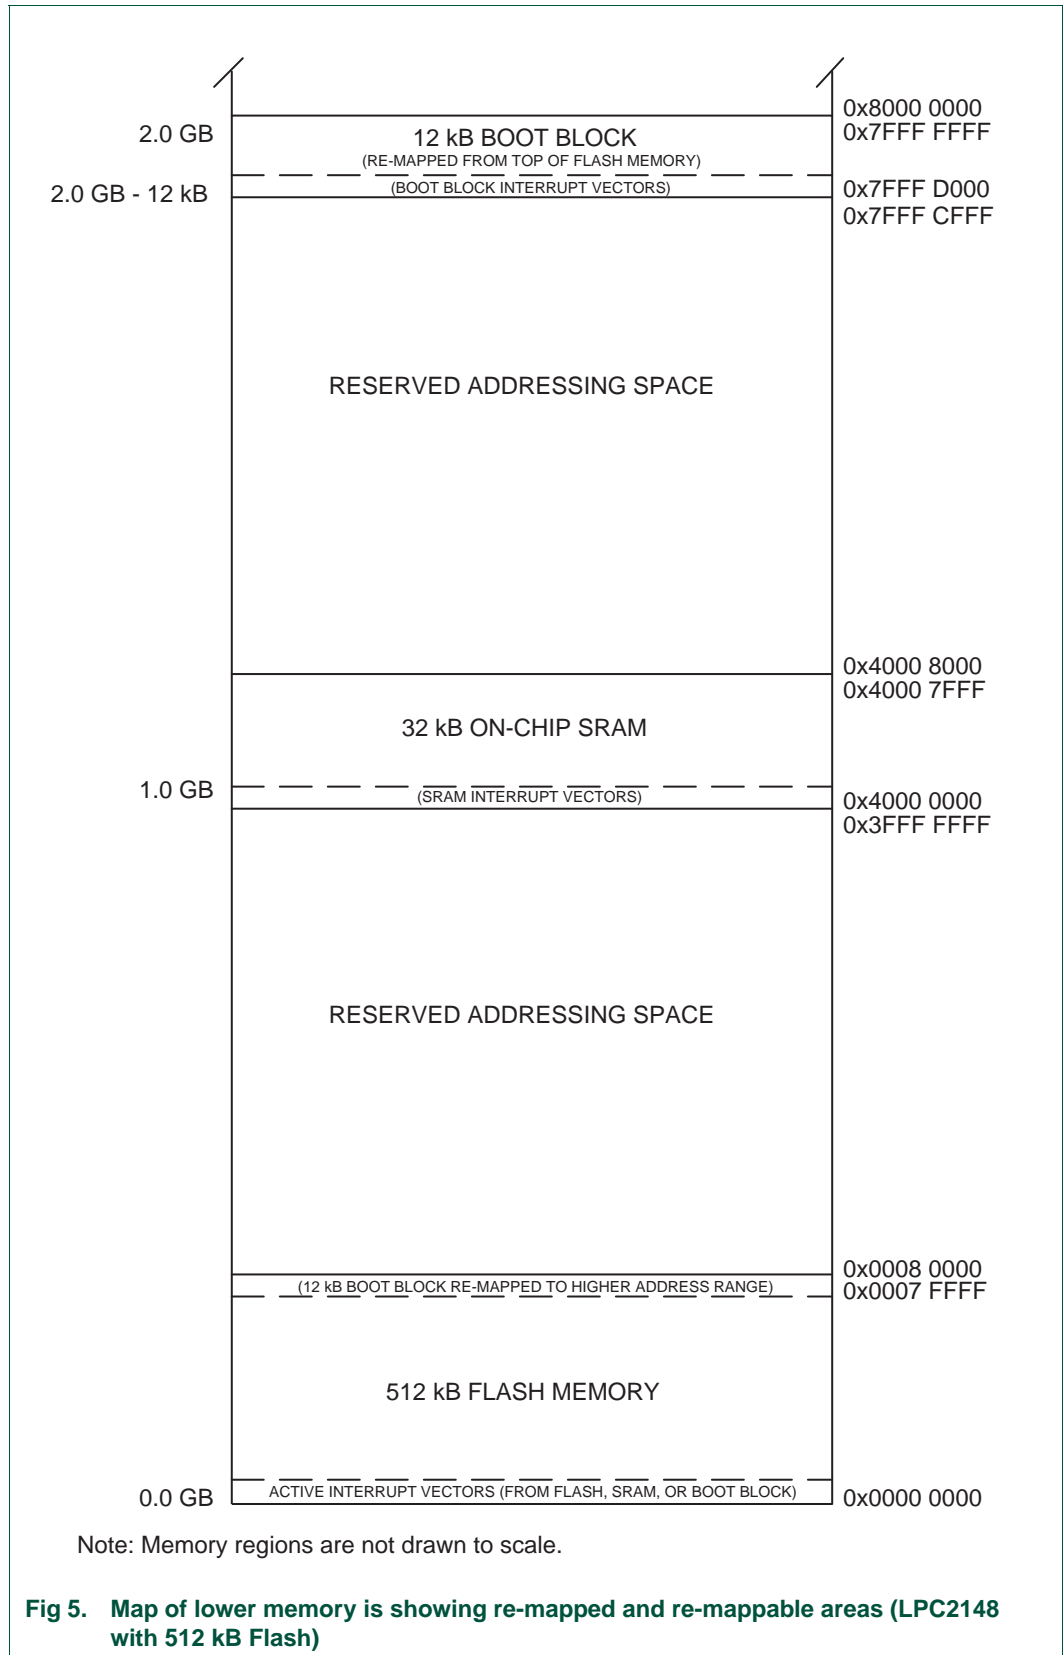 0x8000 0000
2.0 GB
12 kB BOOT BLOCK
0x7FFF FFFF
(RE-MAPPED FROM TOP OF FLASH MEMORY)
2.0 GB - 12 kB
(BOOT BLOCK INTERRUPT VECTORS)
0x7FFF D000
0x7FFF CFFF
RESERVED ADDRESSING SPACE
0x4000 8000
0x4000 7FFF
32 kB ON-CHIP SRAM
1.0 GB
(SRAM INTERRUPT VECTORS)
0x4000 0000
0x3FFF FFFF
RESERVED ADDRESSING SPACE
0x0008 0000
(12 kB BOOT BLOCK RE-MAPPED TO HIGHER ADDRESS RANGE)
0x0007 FFFF
512 kB FLASH MEMORY
0.0 GB
ACTIVE INTERRUPT VECTORS (FROM FLASH, SRAM, OR BOOT BLOCK)
0x0000 0000
Note: Memory regions are not drawn to scale.
Fig 5. Map of lower memory is showing re-mapped and re-mappable areas (LPC2148
with 512 kB Flash)